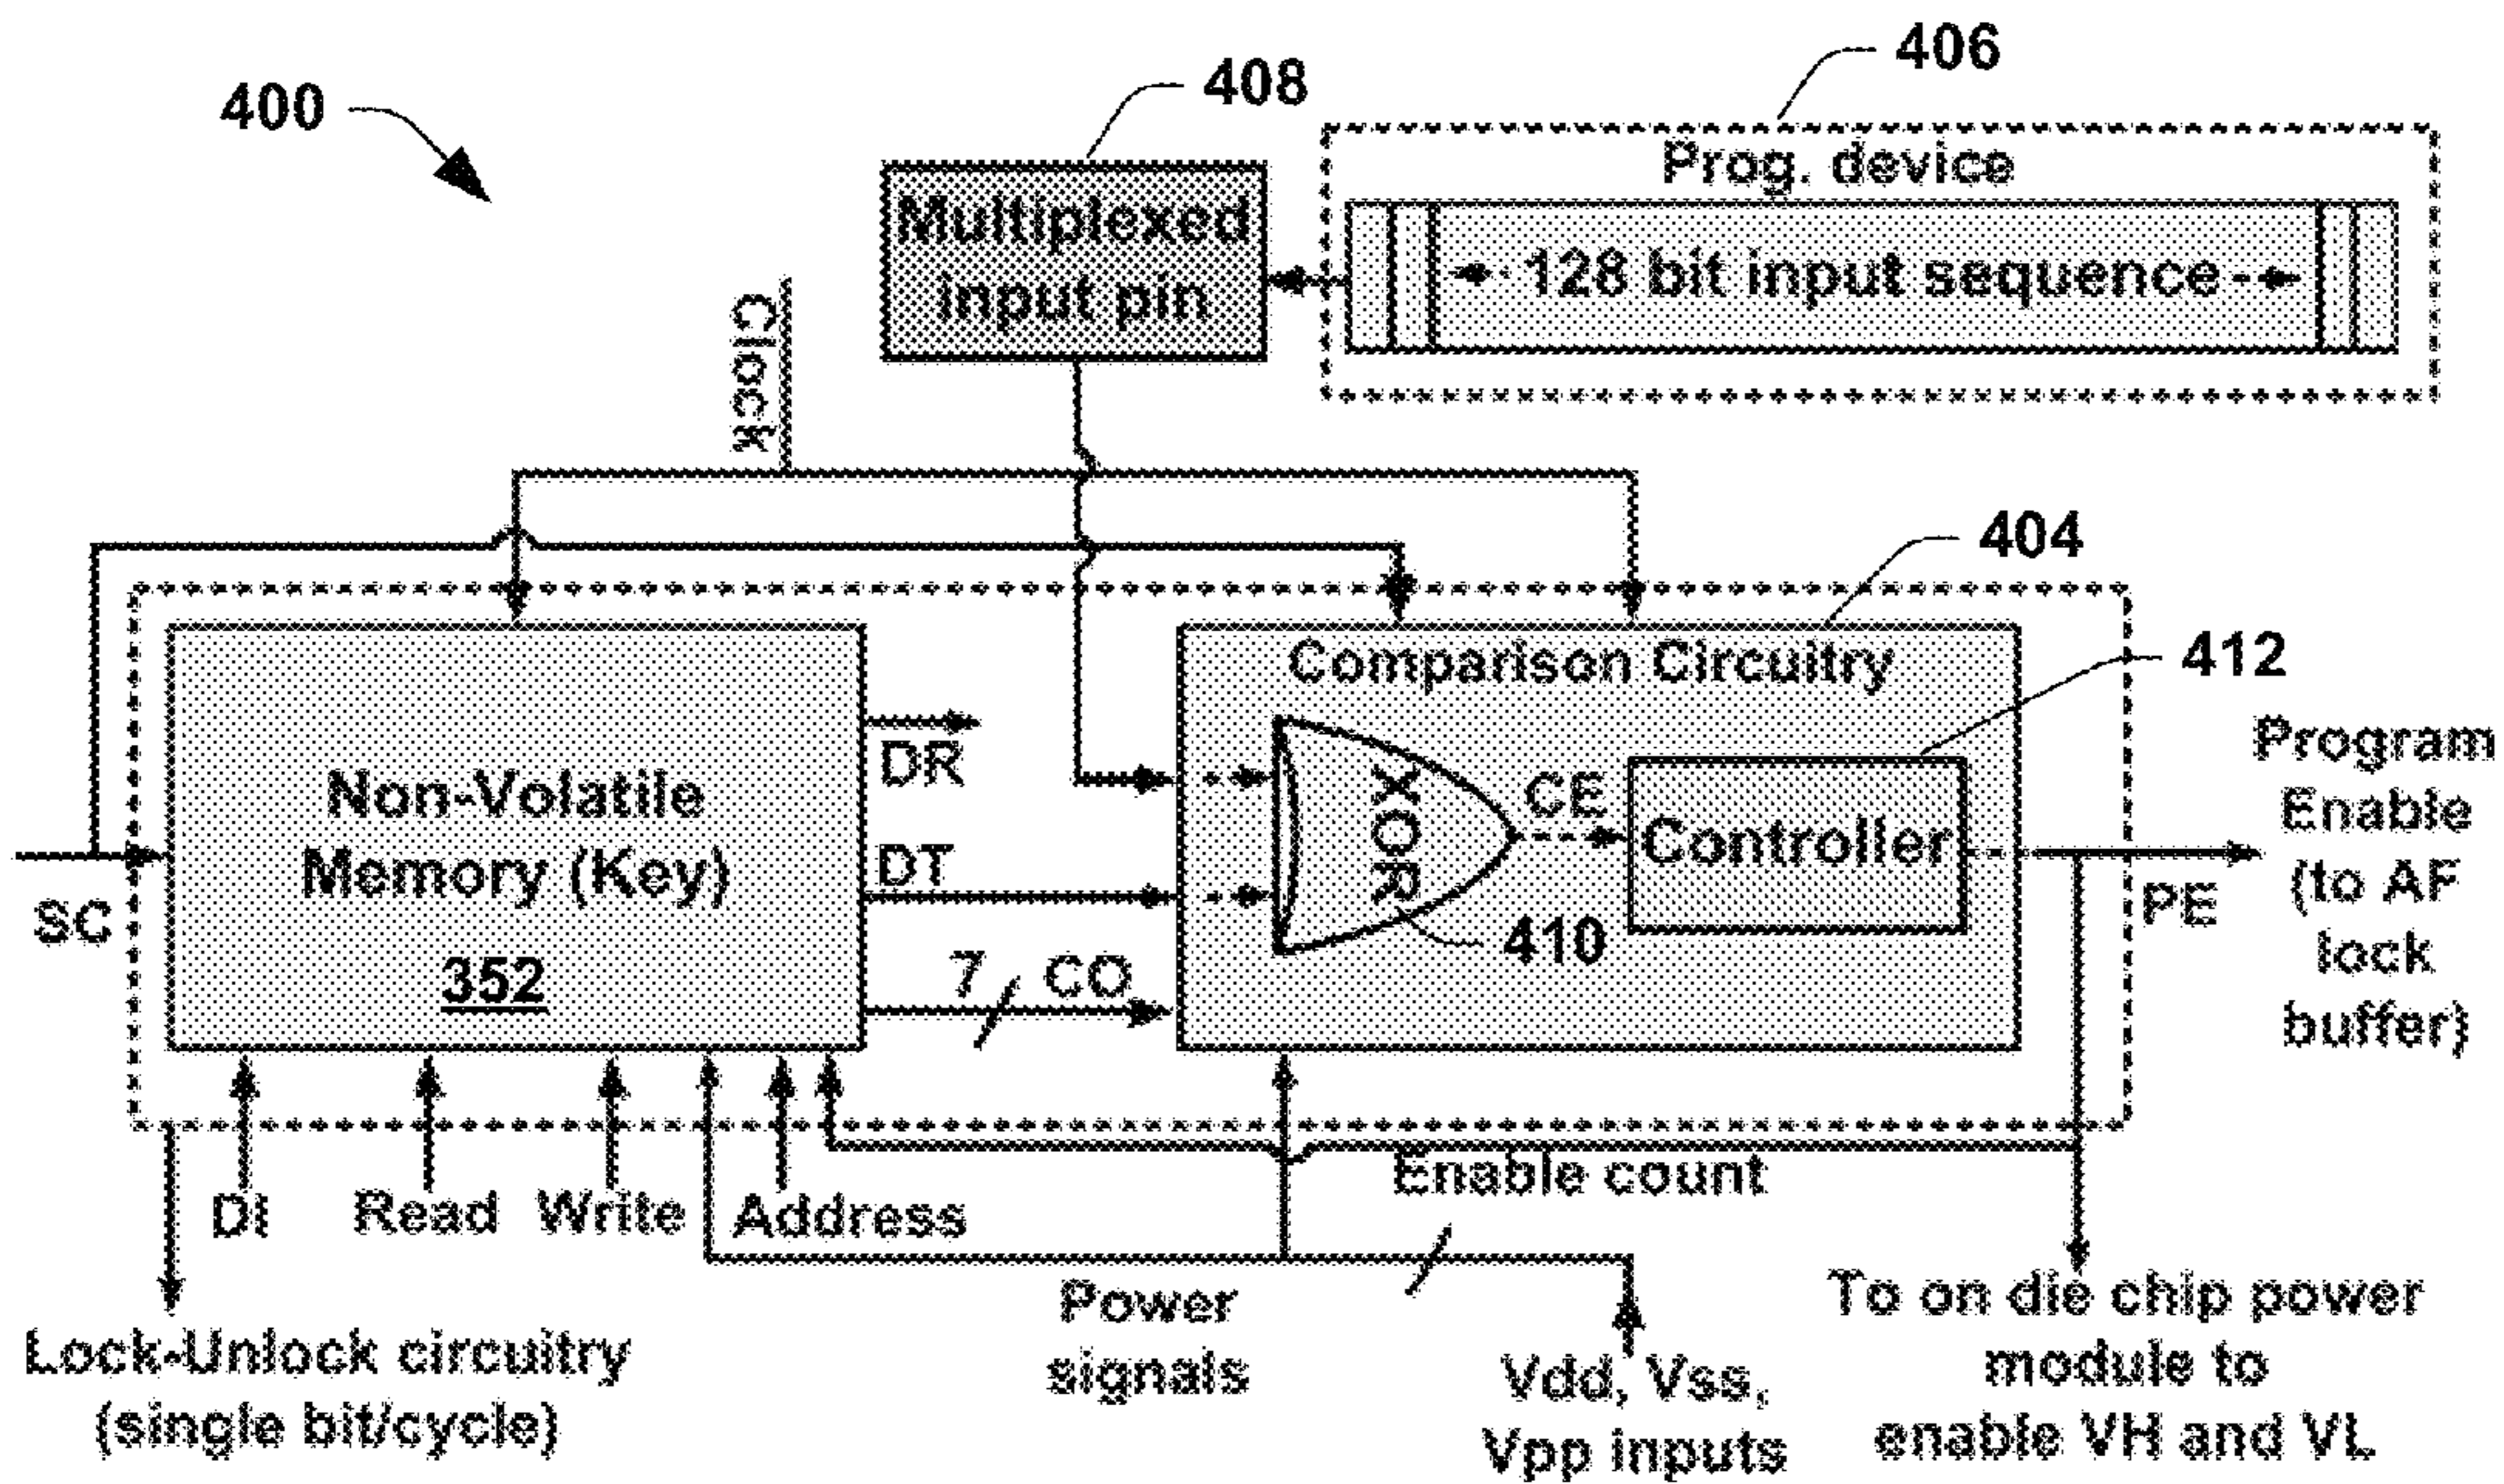 406
408
400
Prog. device
Multiplexed
input pin
128 bit input sequence
Clock
404
Comparison Circuitry
412
DR
Non-Volatile
Memory (Key)
352
XOR
CE
Controller
410
DT
7
CO
SC
PE
Program
Enable
(to AF
lock
buffer)
Enable count
DI
Read
Write
Address
Power
signals
Lock-Unlock circuitry
(single bit/cycle)
Vdd, Vss,
Vpp inputs
To on die chip power
module to
enable VH and VL